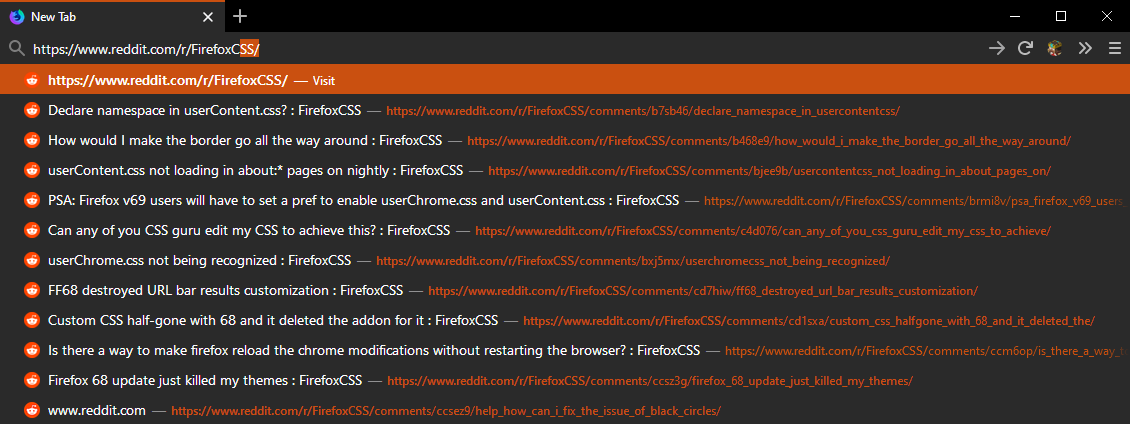 New Tab
https://www.reddit.com/r/FirefoxCSS/
https://www.reddit.com/r/FirefoxCSS/ — Visit
Declare namespace in userContent.css? : FirefoxCSS — https://www.reddit.com/r/FirefoxCSS/comments/b7sb46/declare_namespace_in_usercontentcss/
How would I make the border go all the way around : FirefoxCSS — https://www.reddit.com/r/FirefoxCSS/comments/b468e9/how_would_i_make_the_border_go_all_the_way_around/
userContent.css not loading in about:* pages on nightly : FirefoxCSS — https://www.reddit.com/r/FirefoxCSS/comments/bjee9b/usercontentcss_not_loading_in_about_pages_on/
PSA: Firefox v69 users will have to set a pref to enable userChrome.css and userContent.css : FirefoxCSS — https://www.reddit.com/r/FirefoxCSS/comments/brmi8v/psa_firefox_v69_users_
Can any of you CSS guru edit my CSS to achieve this? : FirefoxCSS — https://www.reddit.com/r/FirefoxCSS/comments/c4d076/can_any_of_you_css_guru_edit_my_css_to_achieve/
userChrome.css not being recognized : FirefoxCSS — https://www.reddit.com/r/FirefoxCSS/comments/bxj5mx/userchromecss_not_being_recognized/
FF68 destroyed URL bar results customization : FirefoxCSS — https://www.reddit.com/r/FirefoxCSS/comments/cd7hiw/ff68_destroyed_url_bar_results_customization/
Custom CSS half-gone with 68 and it deleted the addon for it : FirefoxCSS — https://www.reddit.com/r/FirefoxCSS/comments/cd1sxa/custom_css_halfgone_with_68_and_it_deleted_the/
Is there a way to make firefox reload the chrome modifications without restarting the browser? : FirefoxCSS — https://www.reddit.com/r/FirefoxCSS/comments/ccm6op/is_there_a_way_t
Firefox 68 update just killed my themes : FirefoxCSS — https://www.reddit.com/r/FirefoxCSS/comments/ccsz3g/firefox_68_update_just_killed_my_themes/
www.reddit.com — https://www.reddit.com/r/FirefoxCSS/comments/ccsez9/help_how_can_i_fix_the_issue_of_black_circles/